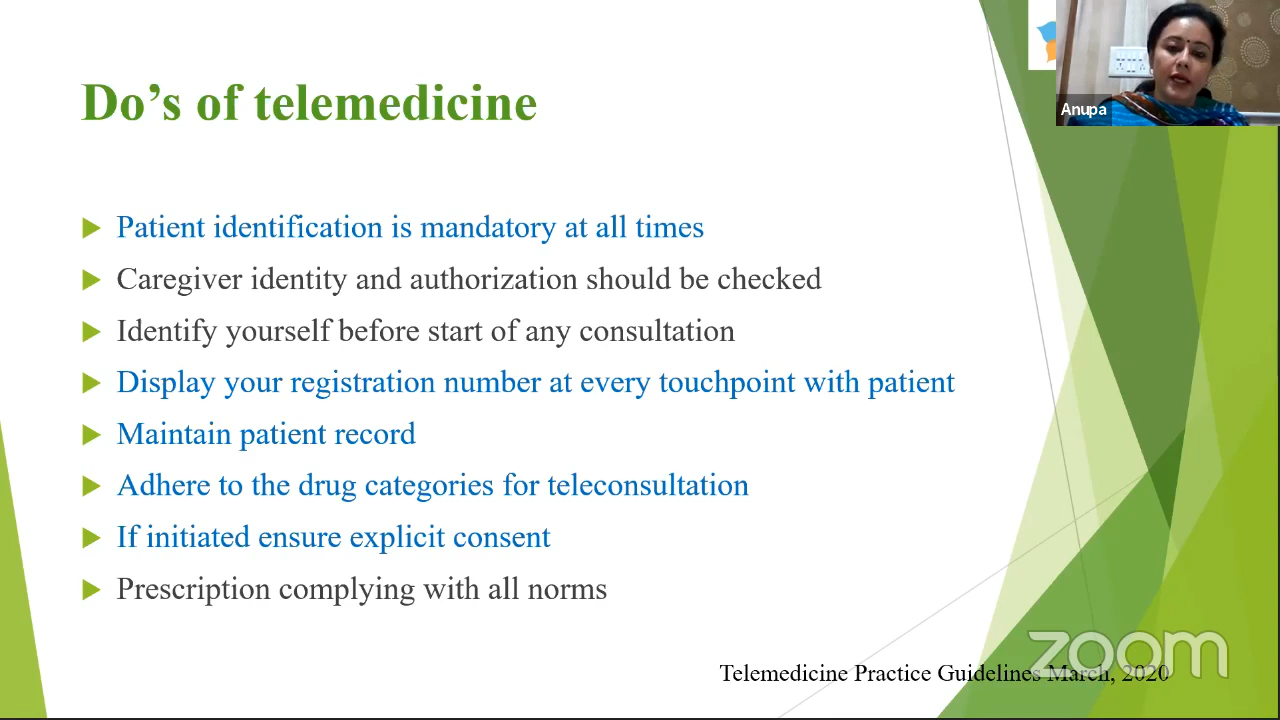 Do's of telemedicine
Anupa
Patient identification is mandatory at all times
Caregiver identity and authorization should be checked
Identify yourself before start of any consultation
Display your registration number at every touchpoint with patient
Maintain patient record
Adhere to the drug categories for teleconsultation
If initiated ensure explicit consent
Prescription complying with all norms
Telemedicine Practice Guidelines March, 2020
zoom